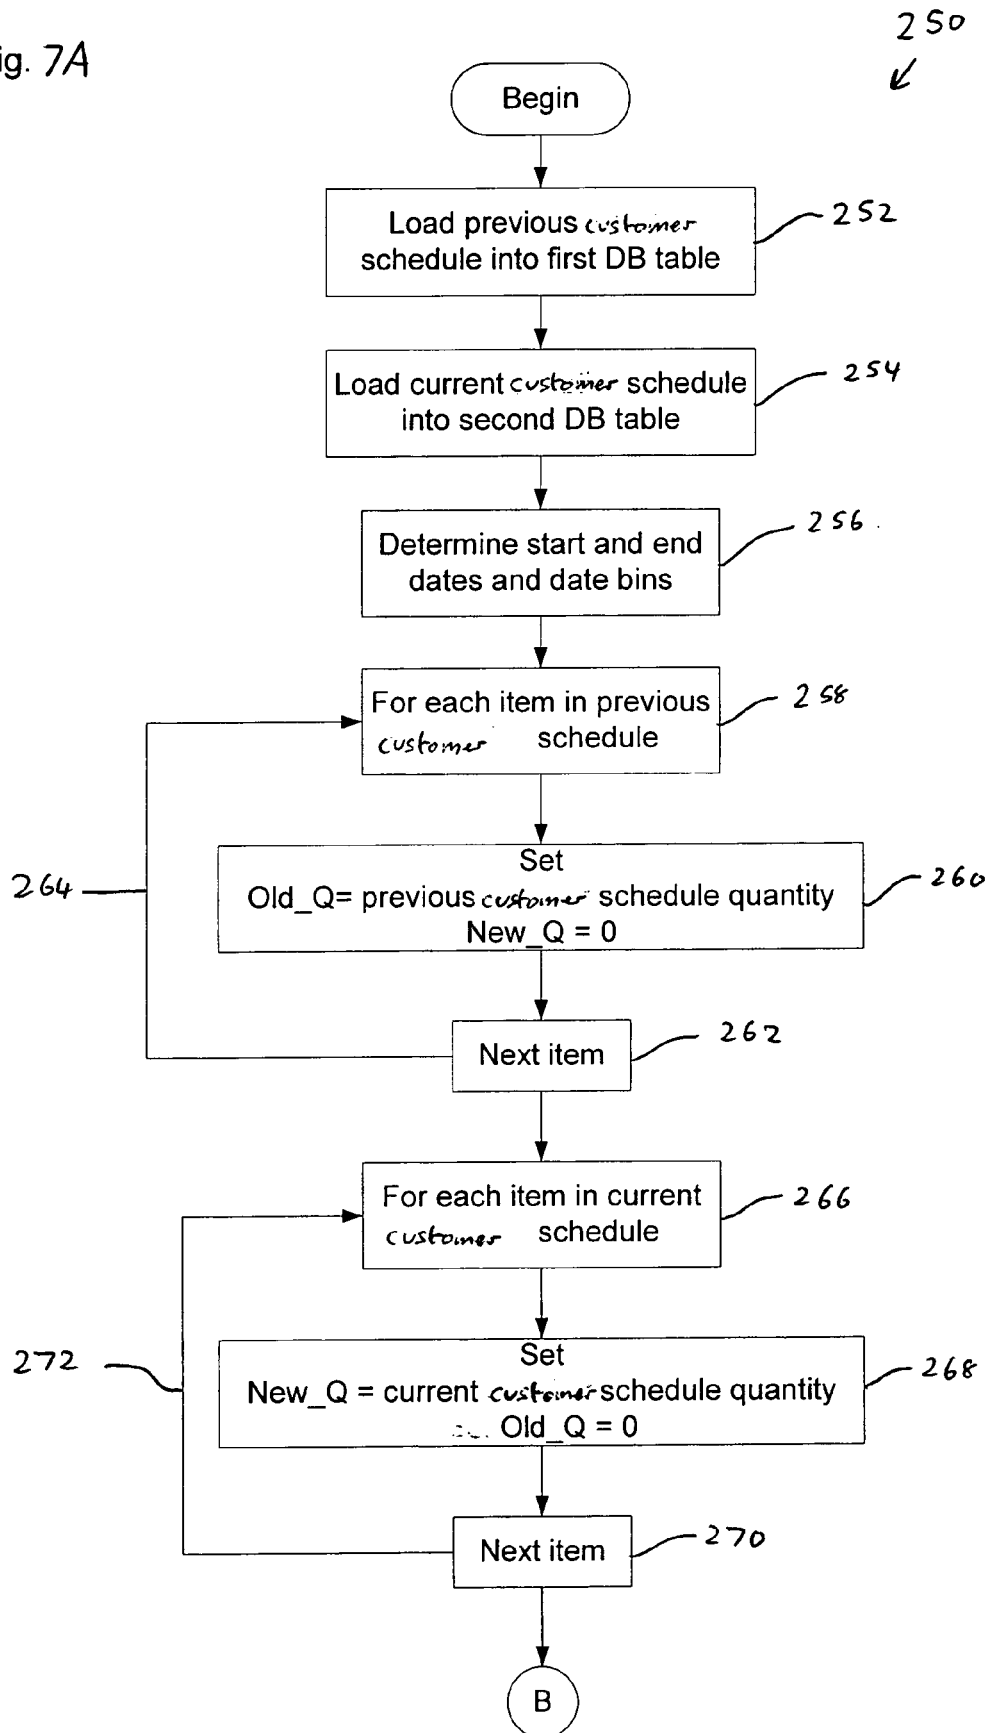 250
ig. 7A
Begin
Load previous customer
schedule into first DB table
252
Load current customer schedule
into second DB table
254
Determine start and end
dates and date bins
256
For each item in previous
customer schedule
258
264
Set
Old_Q= previous customer schedule quantity
New_Q = 0
260
Next item
262
For each item in current
customer schedule
266
272
Set
New_Q = current customer schedule quantity
Old_Q = 0
268
Next item
270
B